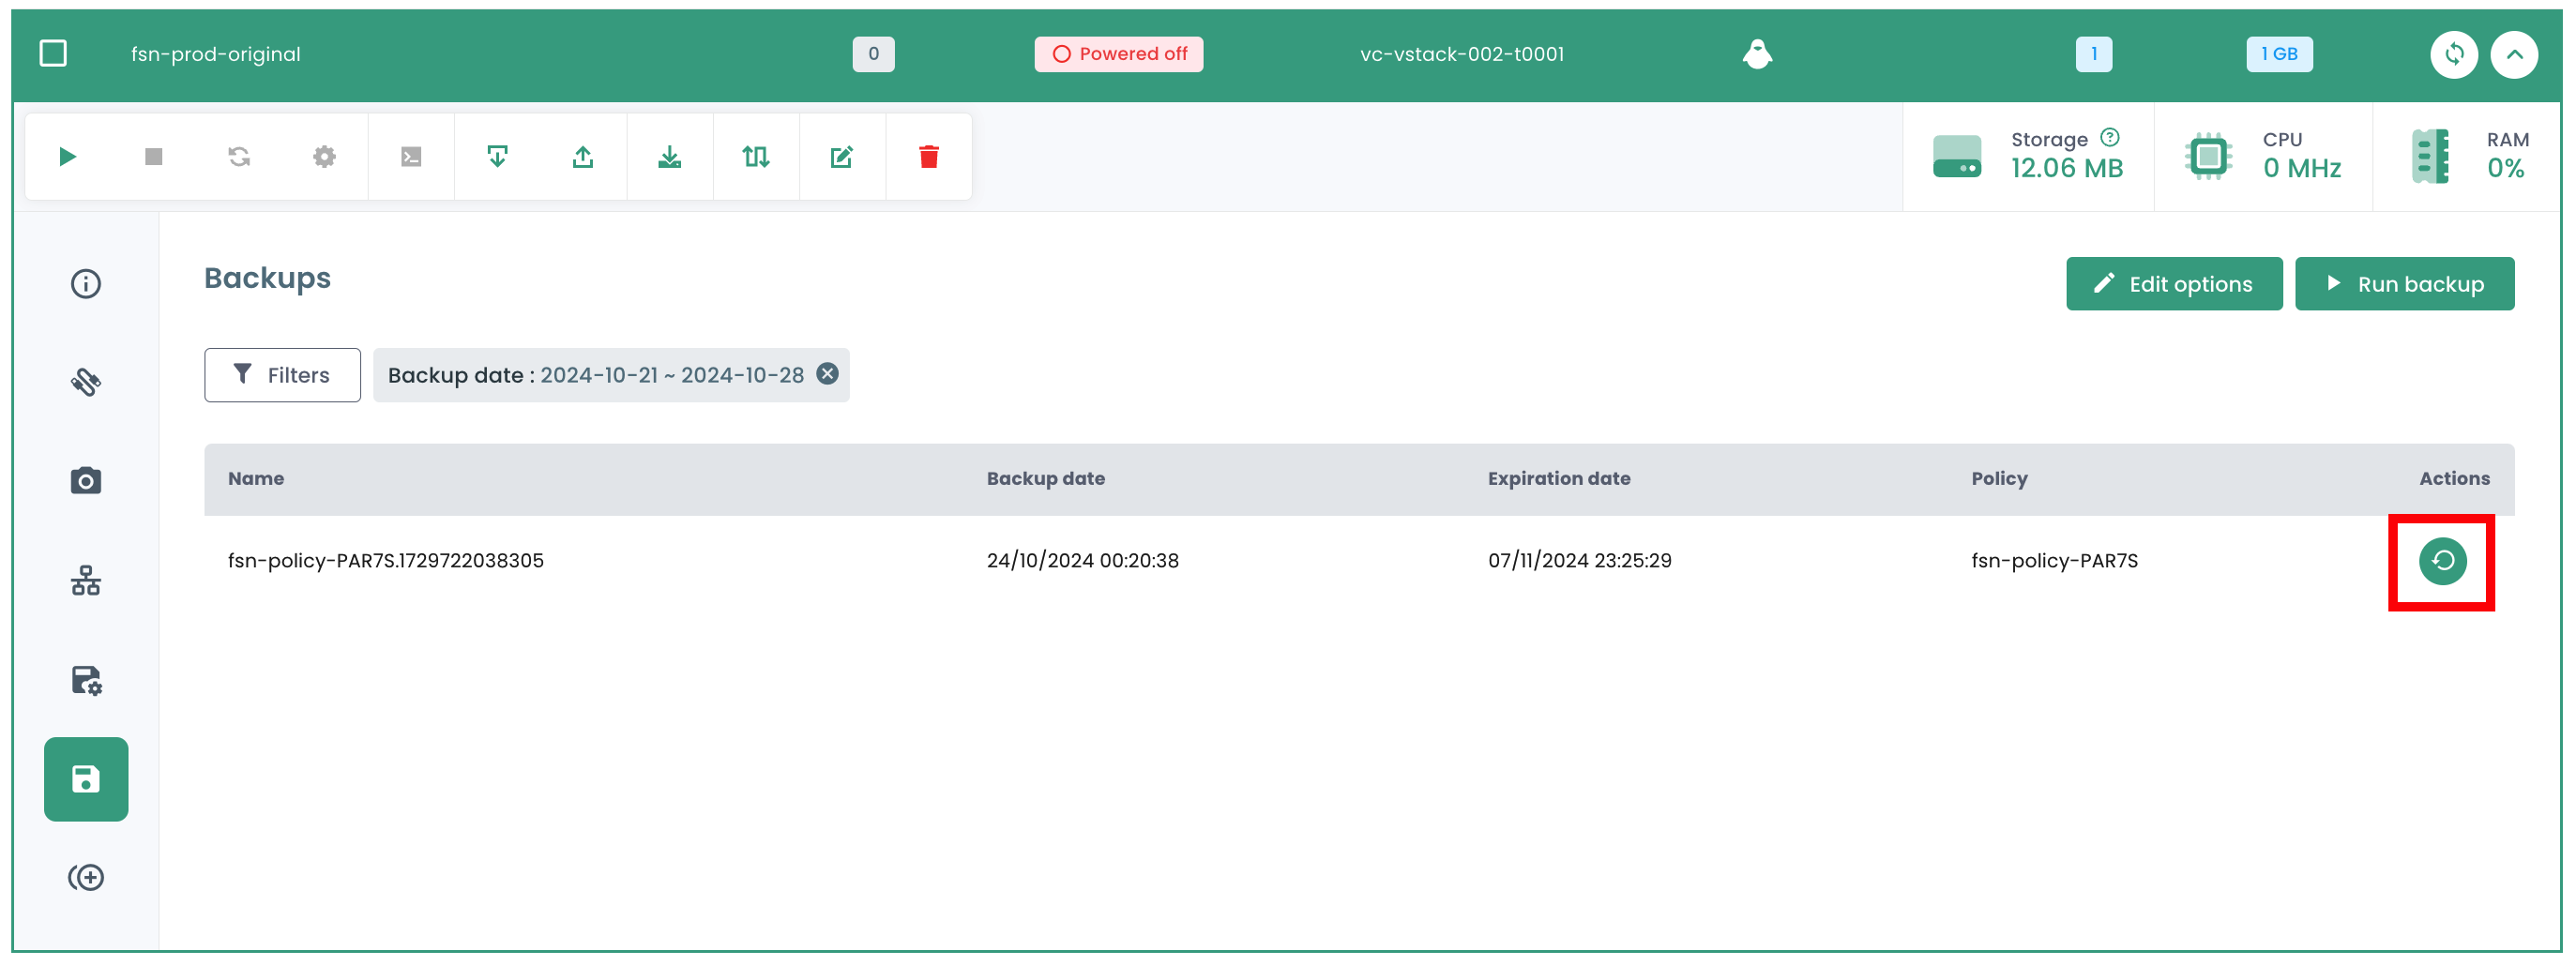 fsn-prod-original 0 Powered off vc-vstack-002-t0001 1 1 GB
Storage CPU RAM
12.06 MB 0 MHz 0%
Backups
Edit options Run backup
Filters Backup date : 2024-10-21 ~ 2024-10-28
Name Backup date Expiration date Policy Actions
fsn-policy-PAR7S.1729722038305 24/10/2024 00:20:38 07/11/2024 23:25:29 fsn-policy-PAR7S